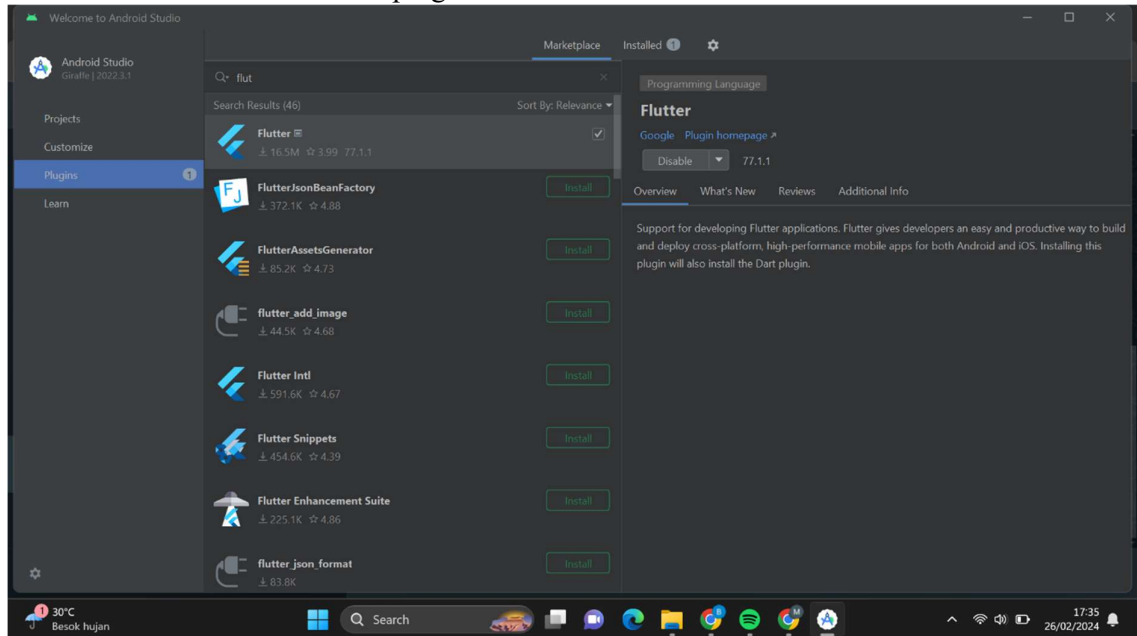 Welcome to Android Studio
Android Studio
Giraffe | 2022.3.1
Projects
Customize
Plugins 1
Learn
Marketplace Installed 1
flut
Search Results (46) Sort By: Relevance
Flutter
16.5M 3.99 77.1.1
FlutterJsonBeanFactory Install
372.1K 4.88
FlutterAssetsGenerator Install
85.2K 4.73
flutter_add_image Install
44.5K 4.68
Flutter Intl Install
591.6K 4.67
Flutter Snippets Install
454.6K 4.39
Flutter Enhancement Suite Install
225.1K 4.86
flutter_json_format Install
83.8K
Programming Language
Flutter
Google Plugin homepage
Disable 77.1.1
Overview What's New Reviews Additional Info
Support for developing Flutter applications. Flutter gives developers an easy and productive way to build
and deploy cross-platform, high-performance mobile apps for both Android and iOS. Installing this
plugin will also install the Dart plugin.
1
30°C
Besok hujan
Search
17:35
26/02/2024